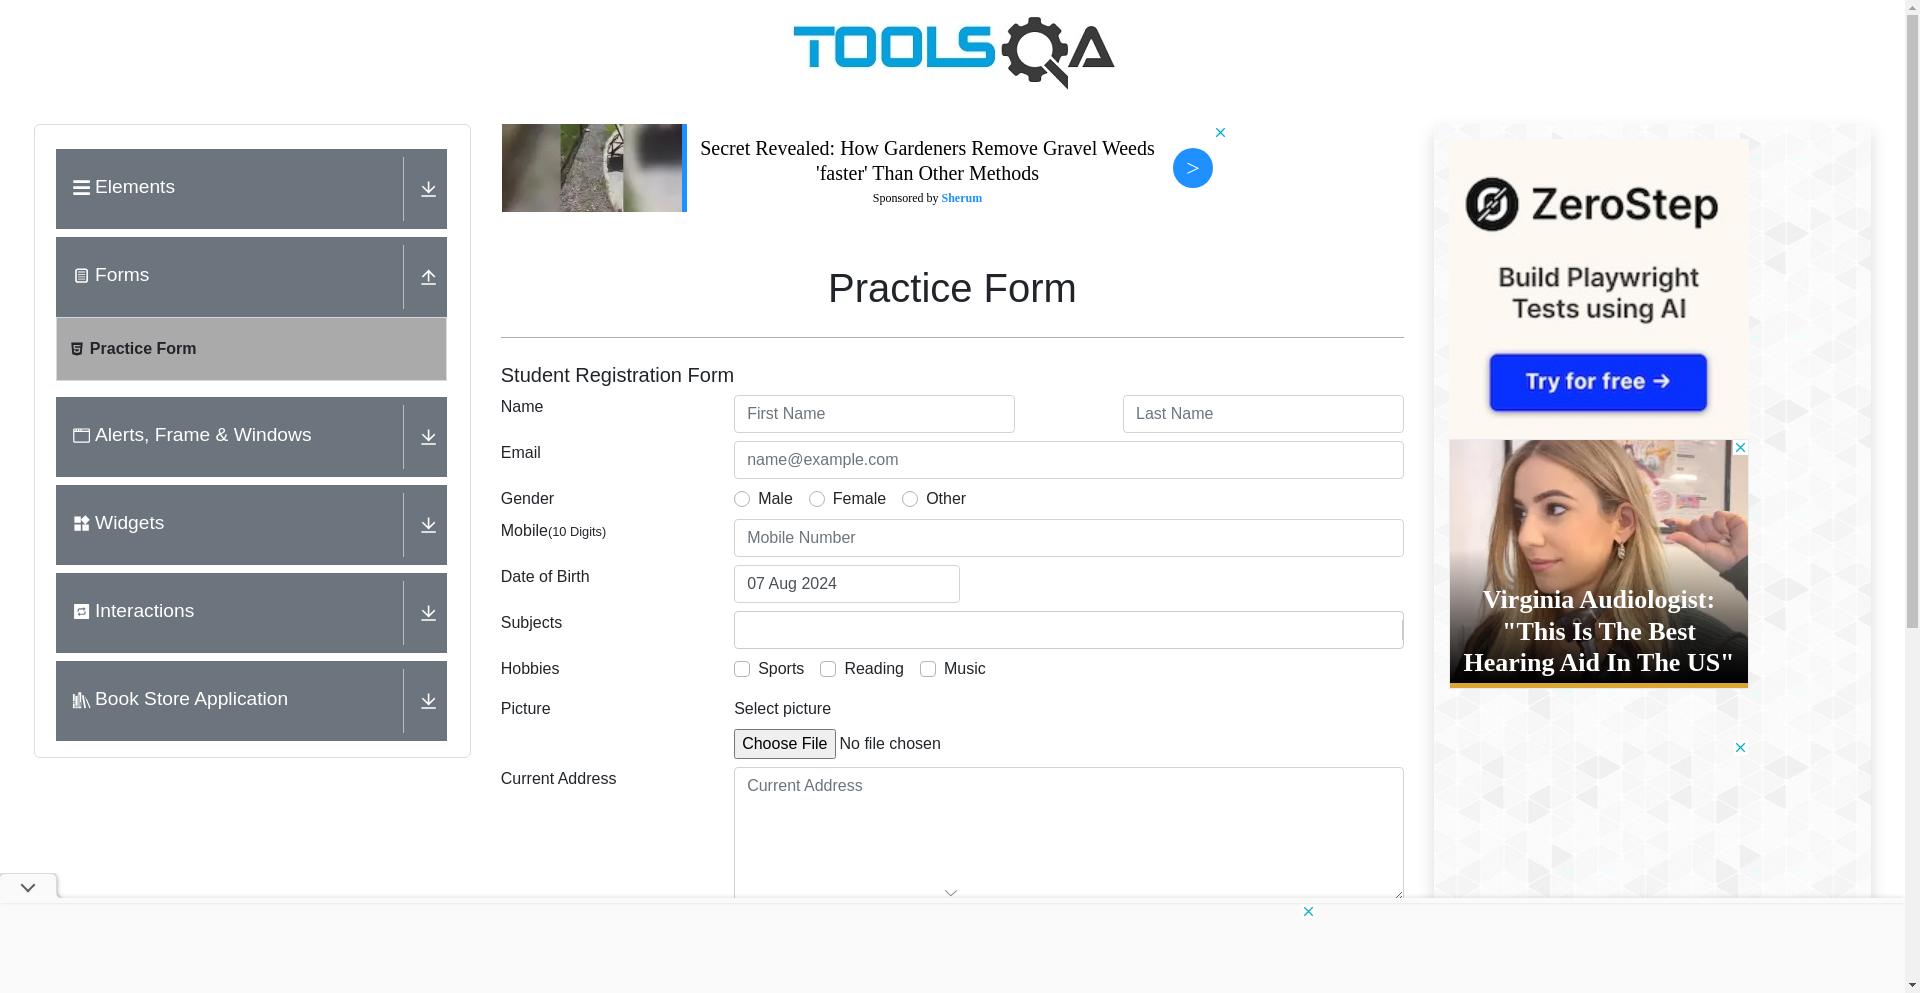 TOOLSQA
Elements
Forms
Practice Form
Alerts, Frame & Windows
Widgets
Interactions
Book Store Application
Secret Revealed: How Gardeners Remove Gravel Weeds
'faster' Than Other Methods
Sponsored by Sherum
>
Practice Form
Student Registration Form
Name
First Name
Last Name
Email
name@example.com
Gender
Male
Female
Other
Mobile(10 Digits)
Mobile Number
Date of Birth
07 Aug 2024
Subjects
Hobbies
Sports
Reading
Music
Picture
Select picture
Choose File
No file chosen
Current Address
Current Address
ZeroStep
Build Playwright
Tests using AI
Try for free →
Virginia Audiologist:
"This Is The Best
Hearing Aid In The US"